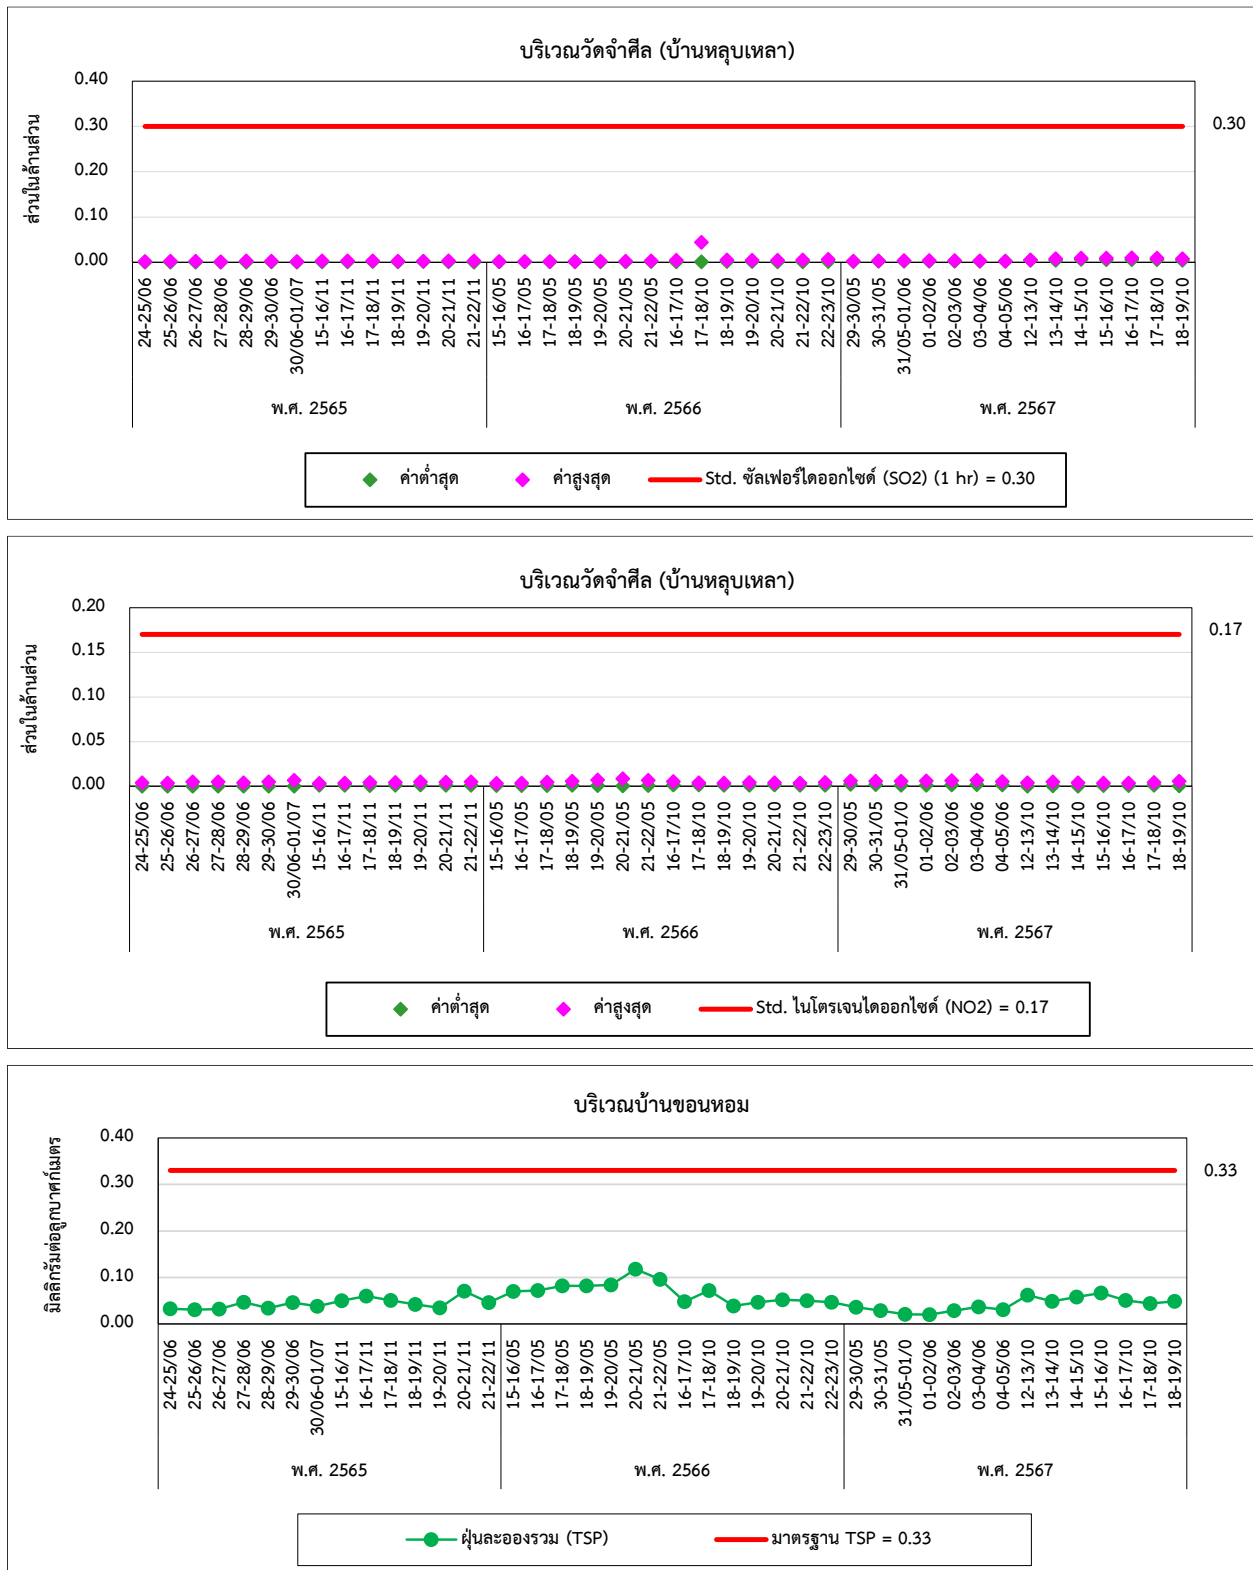 บริเวณวัดจำศีล (บ้านหลุบเหลา)
ส่วนในล้านส่วน
0.40
0.30
0.20
0.10
0.00
0.30
24-25/06 25-26/06 26-27/06 27-28/06 28-29/06 29-30/06 30/06-01/07 15-16/11 16-17/11 17-18/11 18-19/11 19-20/11 20-21/11 21-22/11 15-16/05 16-17/05 17-18/05 18-19/05 19-20/05 20-21/05 21-22/05 16-17/10 17-18/10 18-19/10 19-20/10 20-21/10 21-22/10 22-23/10 29-30/05 30-31/05 31/05-01/06 01-02/06 02-03/06 03-04/06 04-05/06 12-13/10 13-14/10 14-15/10 15-16/10 16-17/10 17-18/10 18-19/10
พ.ศ. 2565 พ.ศ. 2566 พ.ศ. 2567
ค่าต่ำสุด ค่าสูงสุด Std. ซัลเฟอร์ไดออกไซด์ (SO2) (1 hr) = 0.30
บริเวณวัดจำศีล (บ้านหลุบเหลา)
ส่วนในล้านส่วน
0.20
0.15
0.10
0.05
0.00
0.17
24-25/06 25-26/06 26-27/06 27-28/06 28-29/06 29-30/06 30/06-01/07 15-16/11 16-17/11 17-18/11 18-19/11 19-20/11 20-21/11 21-22/11 15-16/05 16-17/05 17-18/05 18-19/05 19-20/05 20-21/05 21-22/05 16-17/10 17-18/10 18-19/10 19-20/10 20-21/10 21-22/10 22-23/10 29-30/05 30-31/05 31/05-01/0 01-02/06 02-03/06 03-04/06 04-05/06 12-13/10 13-14/10 14-15/10 15-16/10 16-17/10 17-18/10 18-19/10
พ.ศ. 2565 พ.ศ. 2566 พ.ศ. 2567
ค่าต่ำสุด ค่าสูงสุด Std. ไนโตรเจนไดออกไซด์ (NO2) = 0.17
บริเวณบ้านขอนหอม
มิลลิกรัมต่อลูกบาศก์เมตร
0.40
0.30
0.20
0.10
0.00
0.33
24-25/06 25-26/06 26-27/06 27-28/06 28-29/06 29-30/06 30/06-01/07 15-16/11 16-17/11 17-18/11 18-19/11 19-20/11 20-21/11 21-22/11 15-16/05 16-17/05 17-18/05 18-19/05 19-20/05 20-21/05 21-22/05 16-17/10 17-18/10 18-19/10 19-20/10 20-21/10 21-22/10 22-23/10 29-30/05 30-31/05 31/05-01/0 01-02/06 02-03/06 03-04/06 04-05/06 12-13/10 13-14/10 14-15/10 15-16/10 16-17/10 17-18/10 18-19/10
พ.ศ. 2565 พ.ศ. 2566 พ.ศ. 2567
ฝุ่นละอองรวม (TSP) มาตรฐาน TSP = 0.33